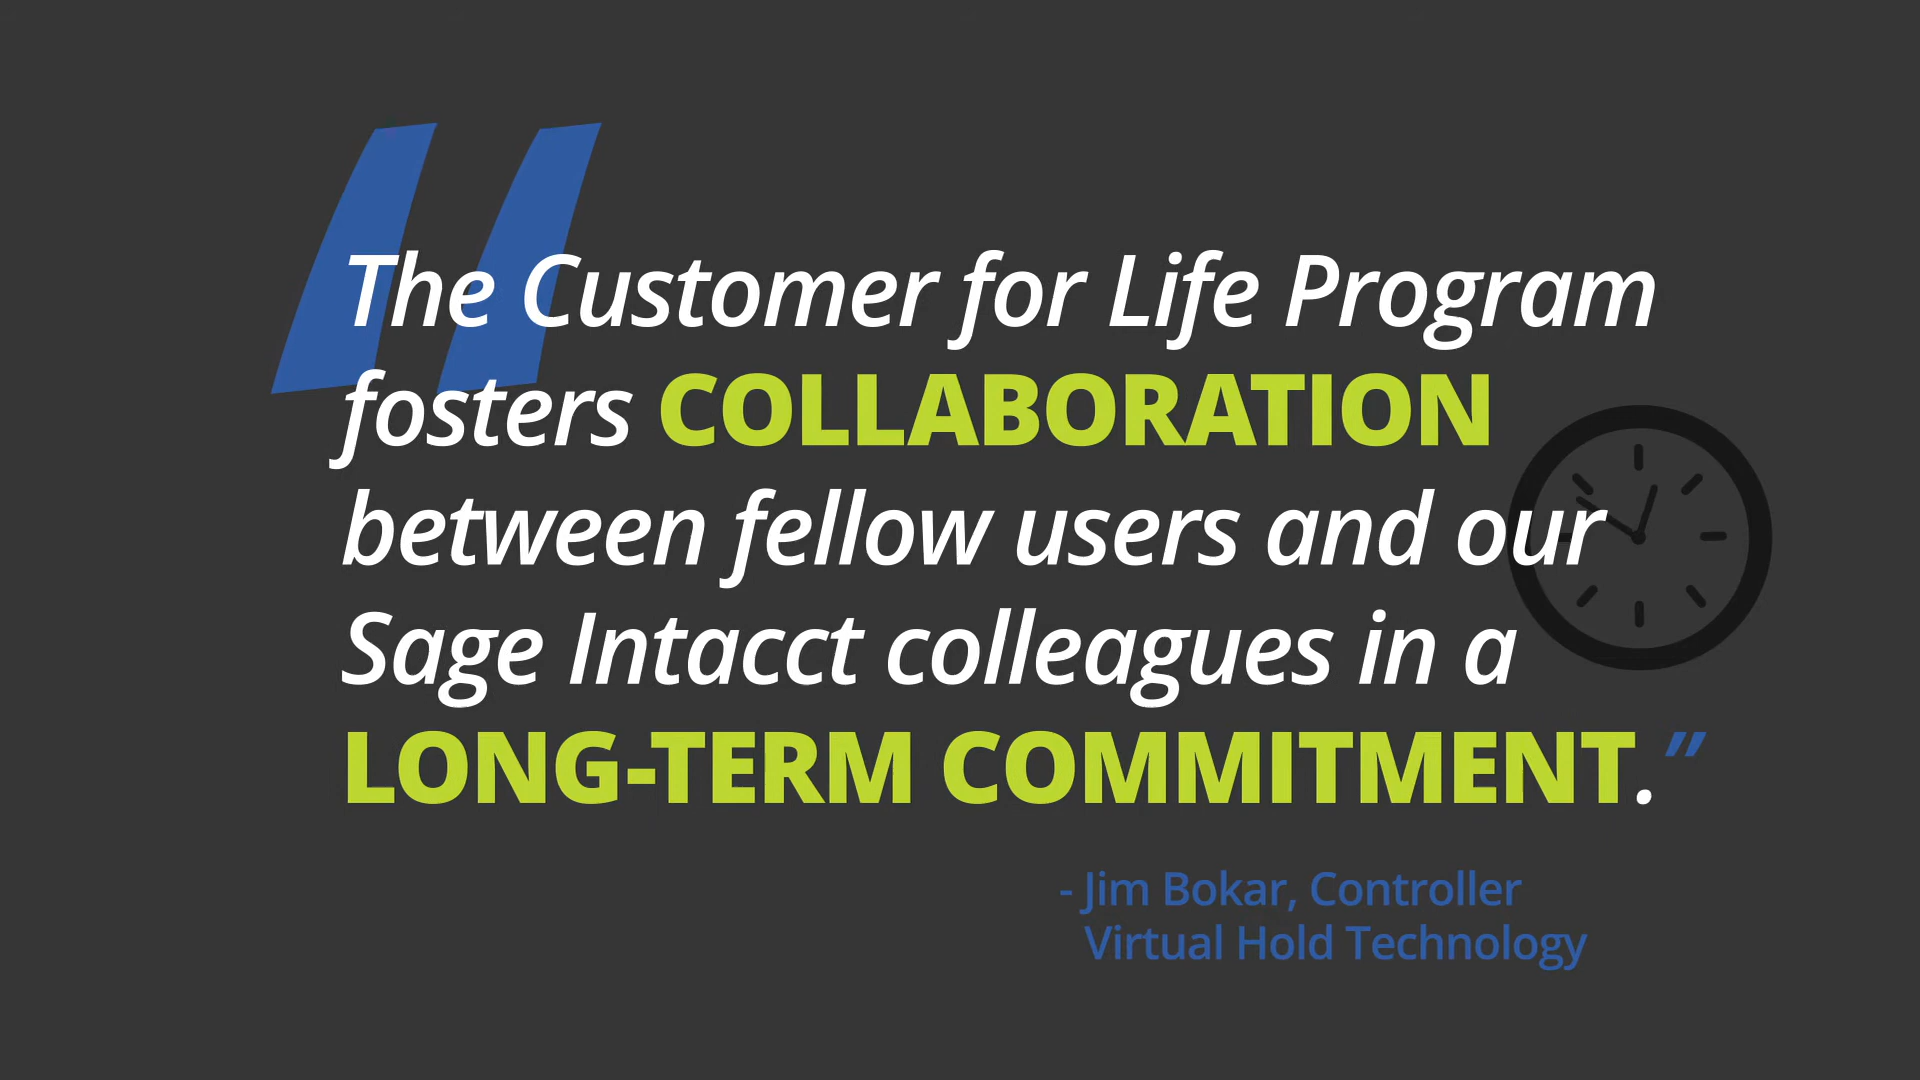 “The Customer for Life Program
fosters COLLABORATION
between fellow users and our
Sage Intacct colleagues in a
LONG-TERM COMMITMENT.”
- Jim Bokar, Controller
Virtual Hold Technology